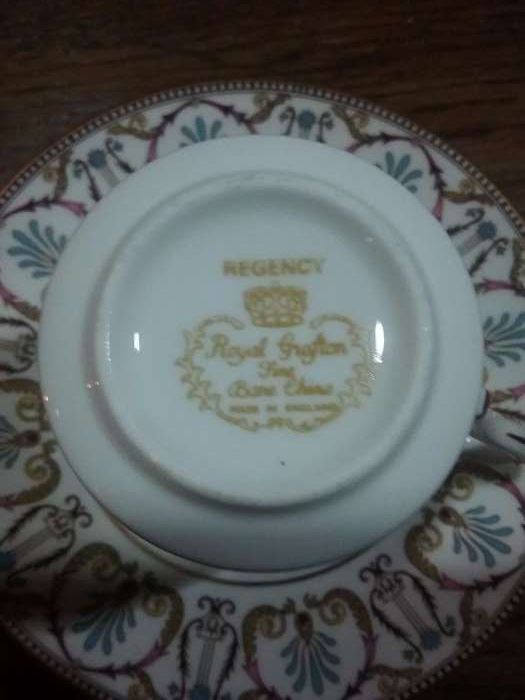 REGENCY
Royal Grafton
Fine
Bone China
MADE IN ENGLAND